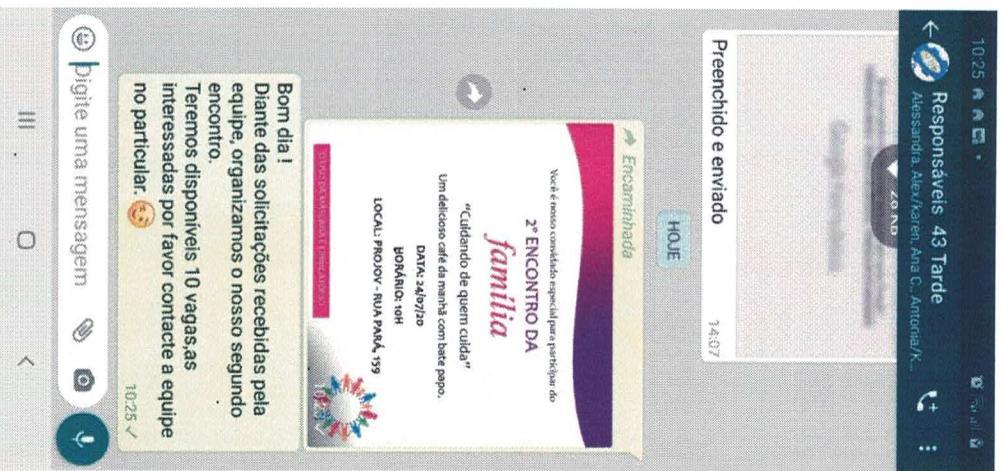 10:25
Responsáveis 43 Tarde
Alessandra, Alex/karen, Ana C., Antonia/K...
28 KB
Preenchido e enviado
14:07
HOJE
Encaminhada
Você é nosso convidado especial para participar do
2º ENCONTRO DA
família
"Cuidando de quem cuida"
Um delicioso café da manhã com bate papo.
DATA: 24/07/20
HORÁRIO: 10H
LOCAL: PROJOV - RUA PARÁ, 159
Bom dia !
Diante das solicitações recebidas pela
equipe, organizamos o nosso segundo
encontro.
Teremos disponíveis 10 vagas,as
interessadas por favor contacte a equipe
no particular.
10:25
Digite uma mensagem